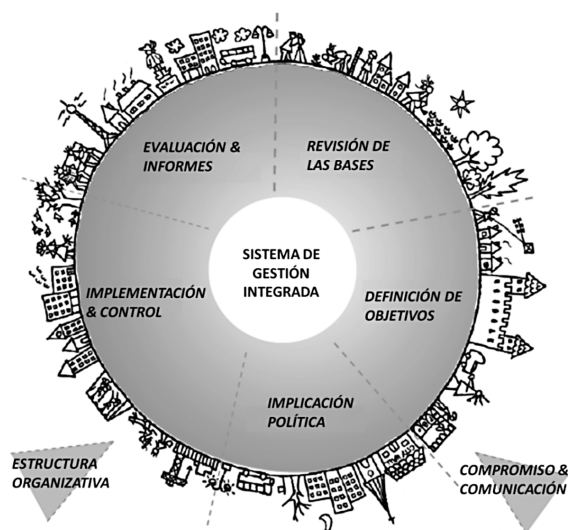 EVALUACIÓN &
INFORMES
REVISIÓN DE
LAS BASES
SISTEMA DE
GESTIÓN
INTEGRADA
IMPLEMENTACIÓN
& CONTROL
DEFINICIÓN DE
OBJETIVOS
IMPLICACIÓN
POLÍTICA
ESTRUCTURA
ORGANIZATIVA
COMPROMISO &
COMUNICACIÓN